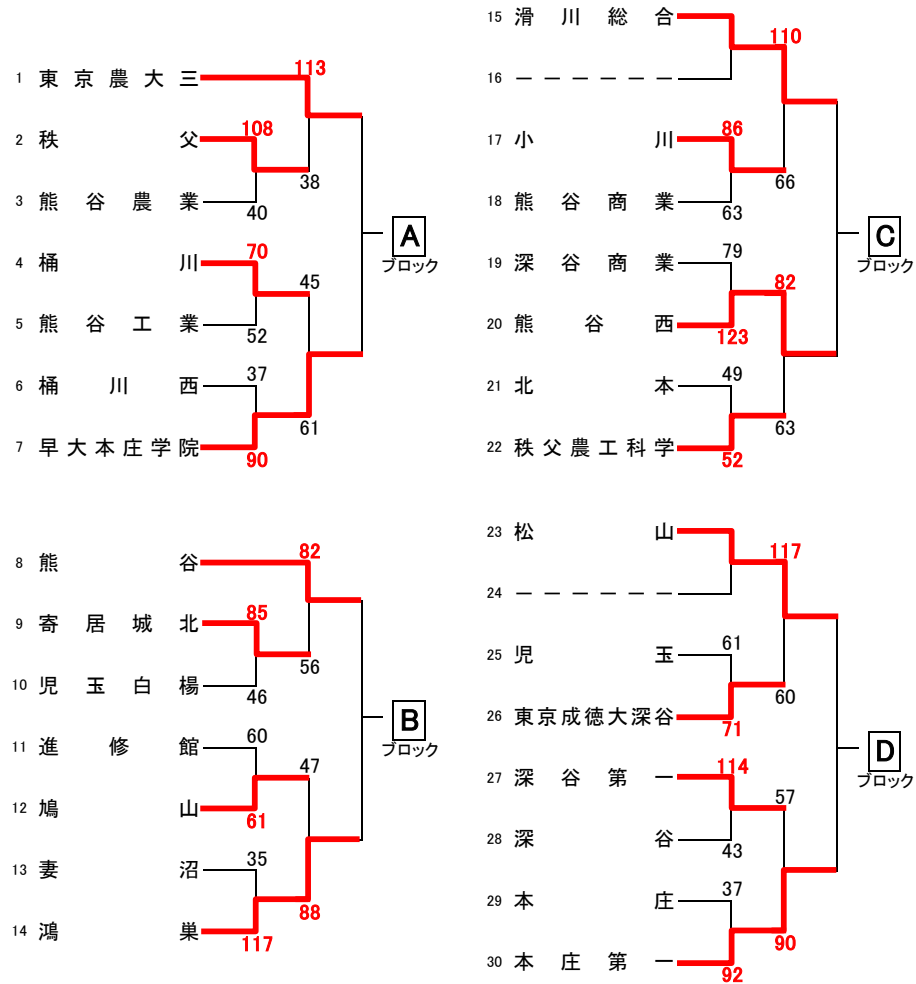 1 東京農大三
113
2 秩父
108
38
3 熊谷農業
40
A
ブロック
4 桶川
70
45
5 熊谷工業
52
6 桶川西
37
61
7 早大本庄学院
90
8 熊谷
82
9 寄居城北
85
56
10 児玉白楊
46
B
ブロック
11 進修館
60
47
12 鳩山
61
13 妻沼
35
88
14 鴻巣
117
15 滑川総合
110
16 ------
17 小川
86
66
18 熊谷商業
63
C
ブロック
19 深谷商業
79
82
20 熊谷西
123
21 北本
49
63
22 秩父農工科学
52
23 松山
117
24 ------
25 児玉
61
60
26 東京成徳大深谷
71
D
ブロック
27 深谷第一
114
57
28 深谷
43
29 本庄
37
90
30 本庄第一
92